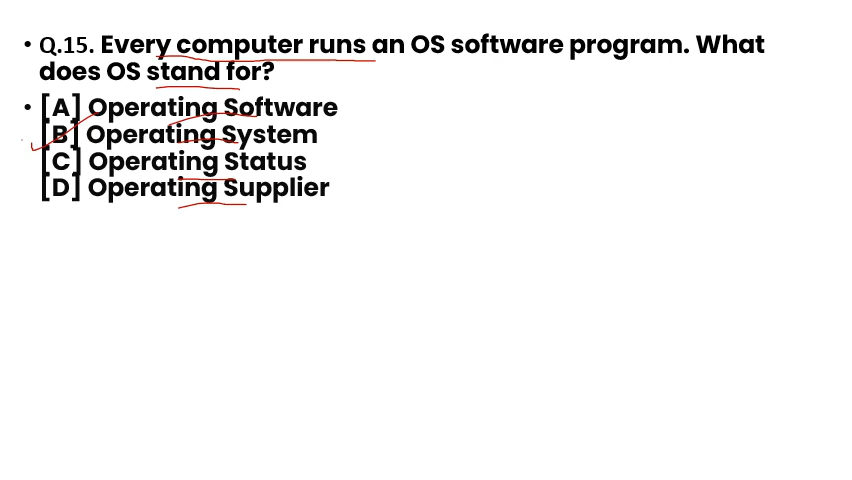 • Q.15. Every computer runs an OS software program. What
does OS stand for?
• [A] Operating Software
[B] Operating System
[C] Operating Status
[D] Operating Supplier